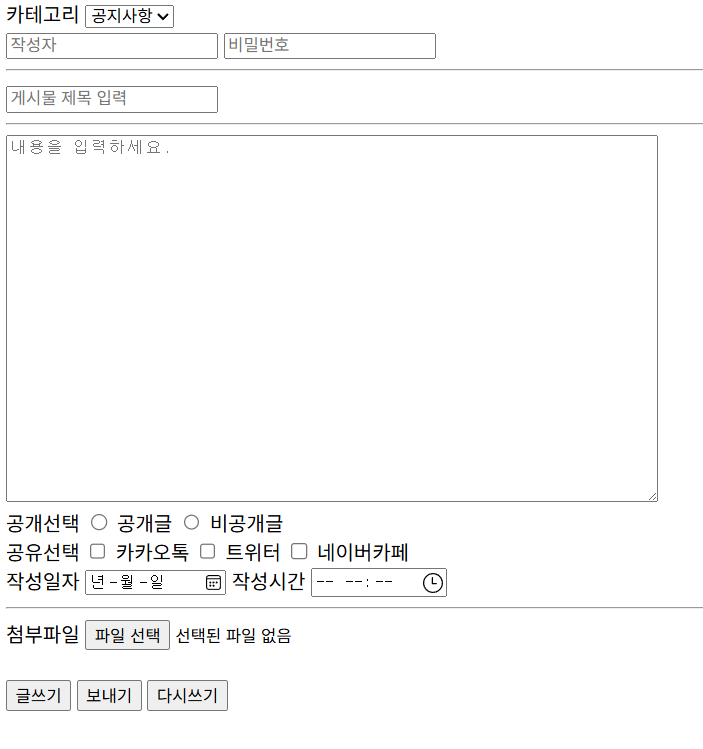 카테고리 공지사항
작성자 비밀번호
게시물 제목 입력
내용을 입력하세요.
공개선택 공개글 비공개글
공유선택 카카오톡 트위터 네이버카페
작성일자 년-월-일 작성시간 -- --:--
첨부파일 파일 선택 선택된 파일 없음
글쓰기 보내기 다시쓰기